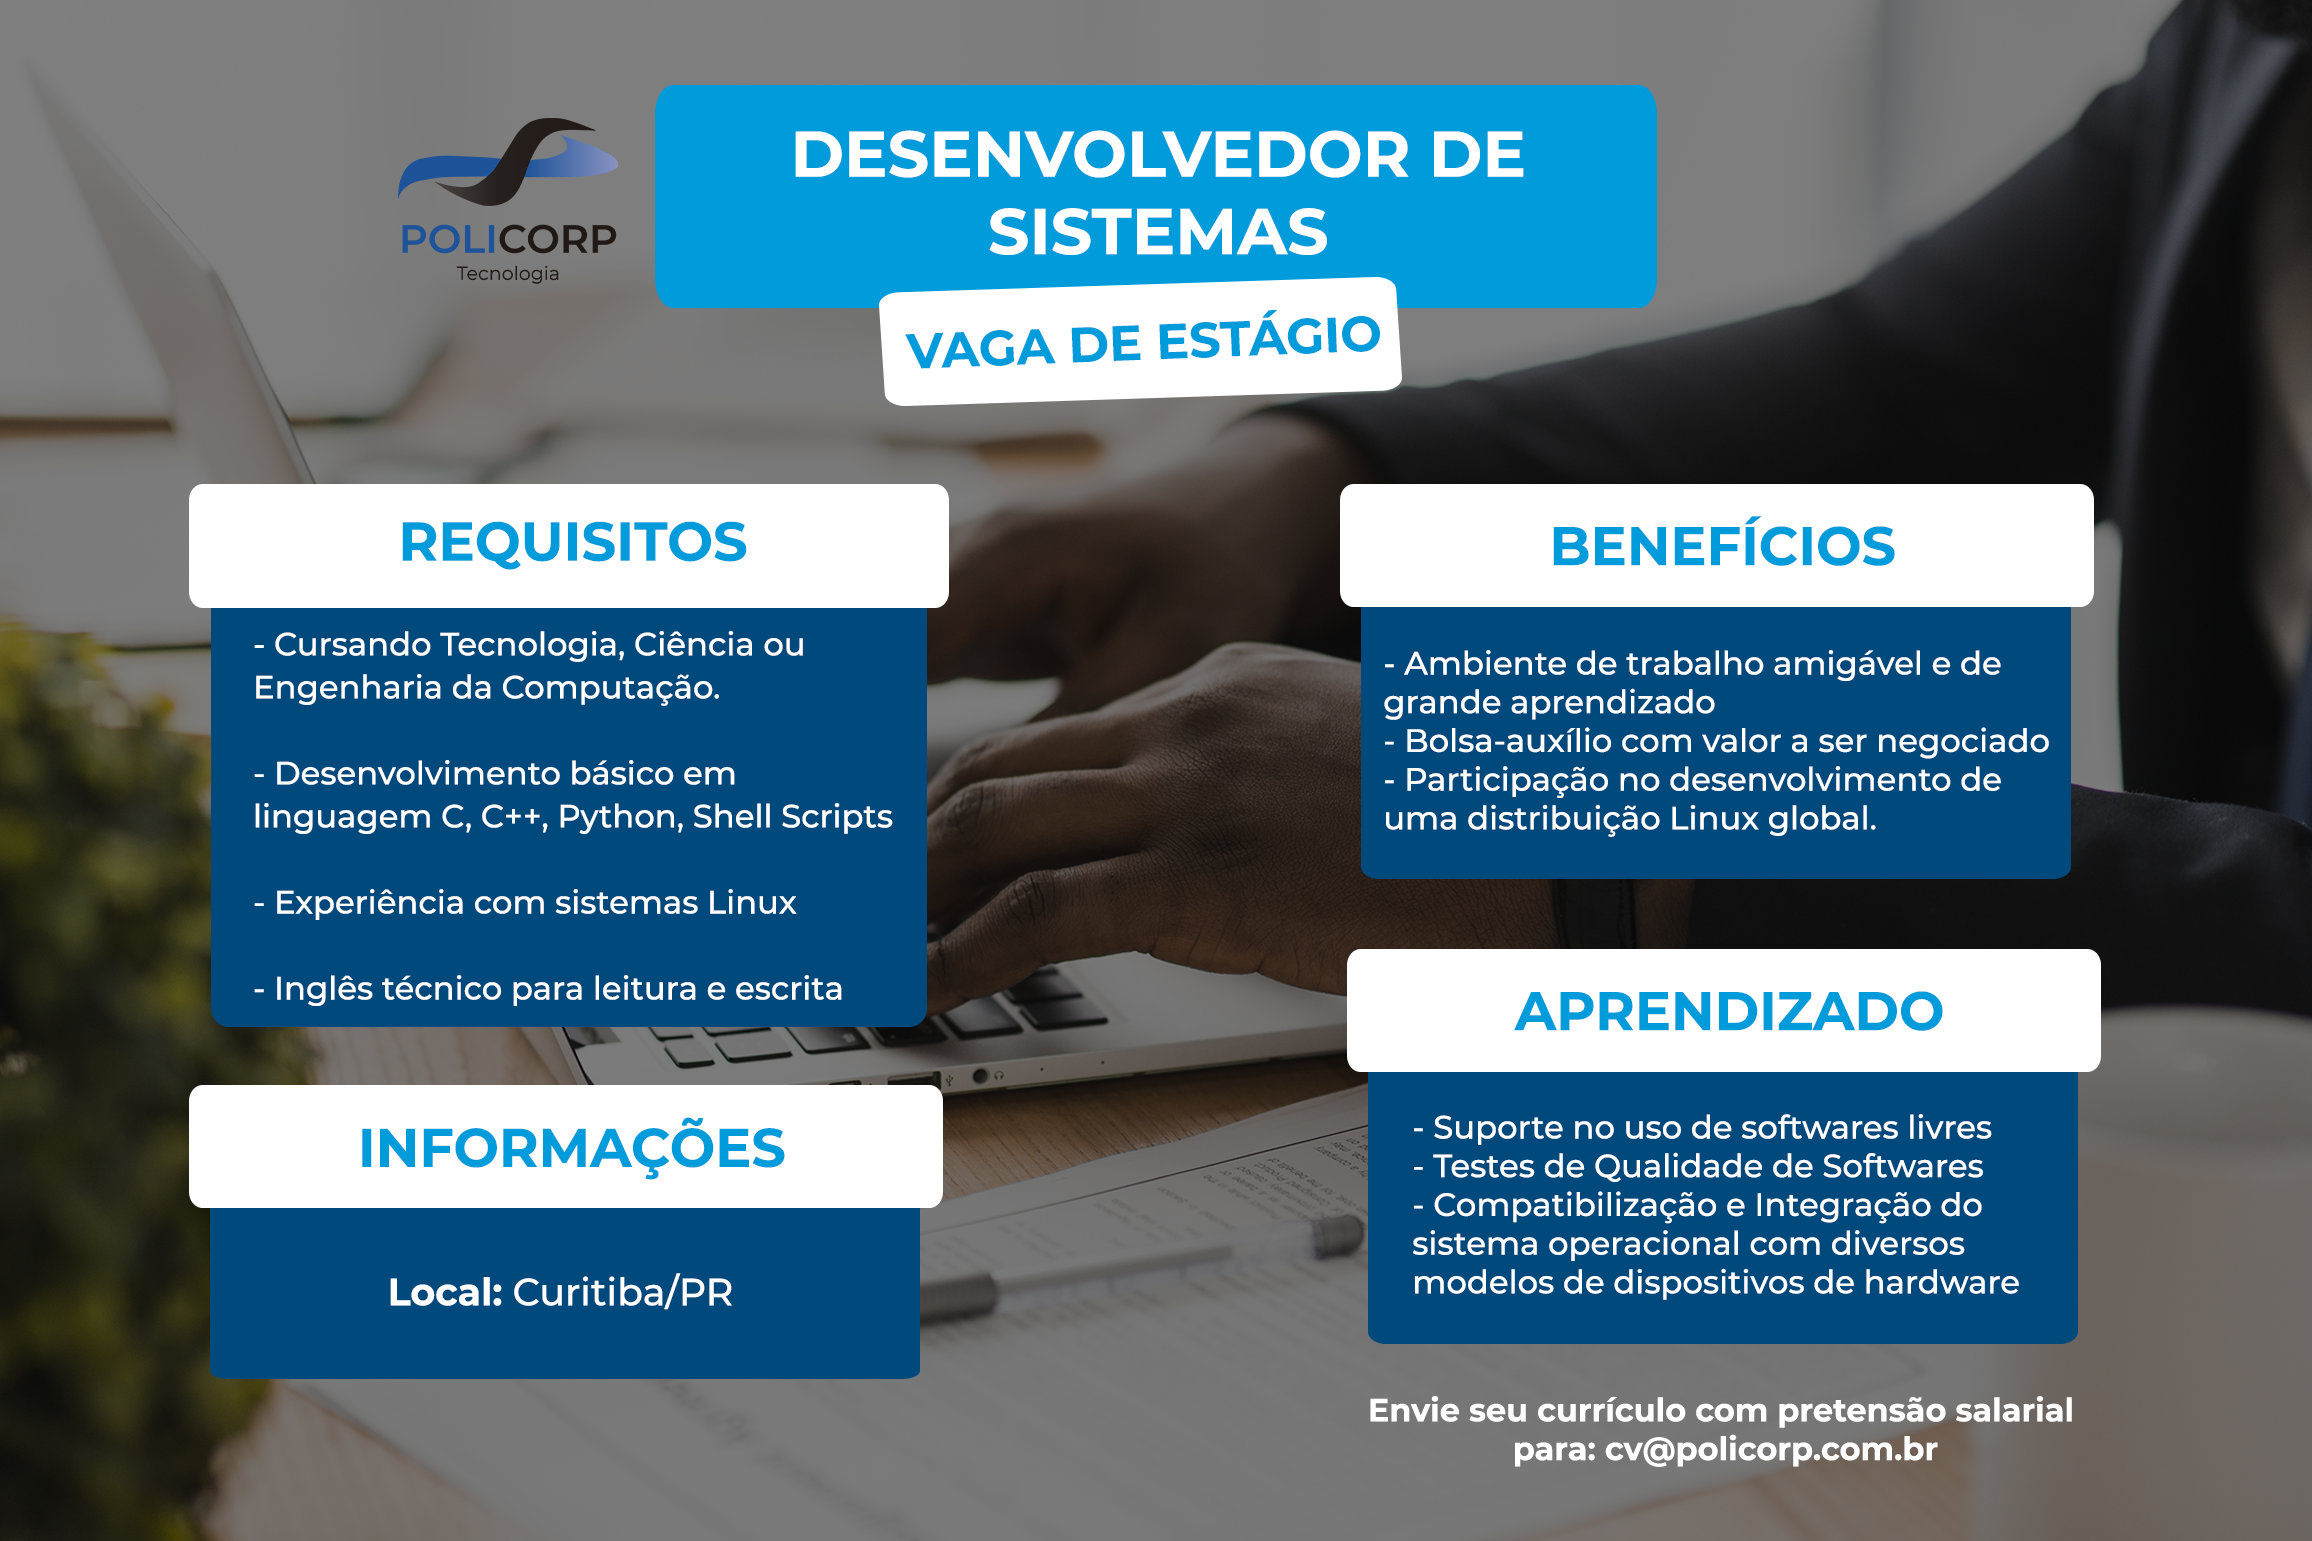 POLICORP
Tecnologia
DESENVOLVEDOR DE
SISTEMAS
VAGA DE ESTÁGIO
REQUISITOS
- Cursando Tecnologia, Ciência ou
Engenharia da Computação.
- Desenvolvimento básico em
linguagem C, C++, Python, Shell Scripts
- Experiência com sistemas Linux
- Inglês técnico para leitura e escrita
INFORMAÇÕES
Local: Curitiba/PR
BENEFÍCIOS
- Ambiente de trabalho amigável e de
grande aprendizado
- Bolsa-auxílio com valor a ser negociado
- Participação no desenvolvimento de
uma distribuição Linux global.
APRENDIZADO
- Suporte no uso de softwares livres
- Testes de Qualidade de Softwares
- Compatibilização e Integração do
sistema operacional com diversos
modelos de dispositivos de hardware
Envie seu currículo com pretensão salarial
para: cv@policorp.com.br